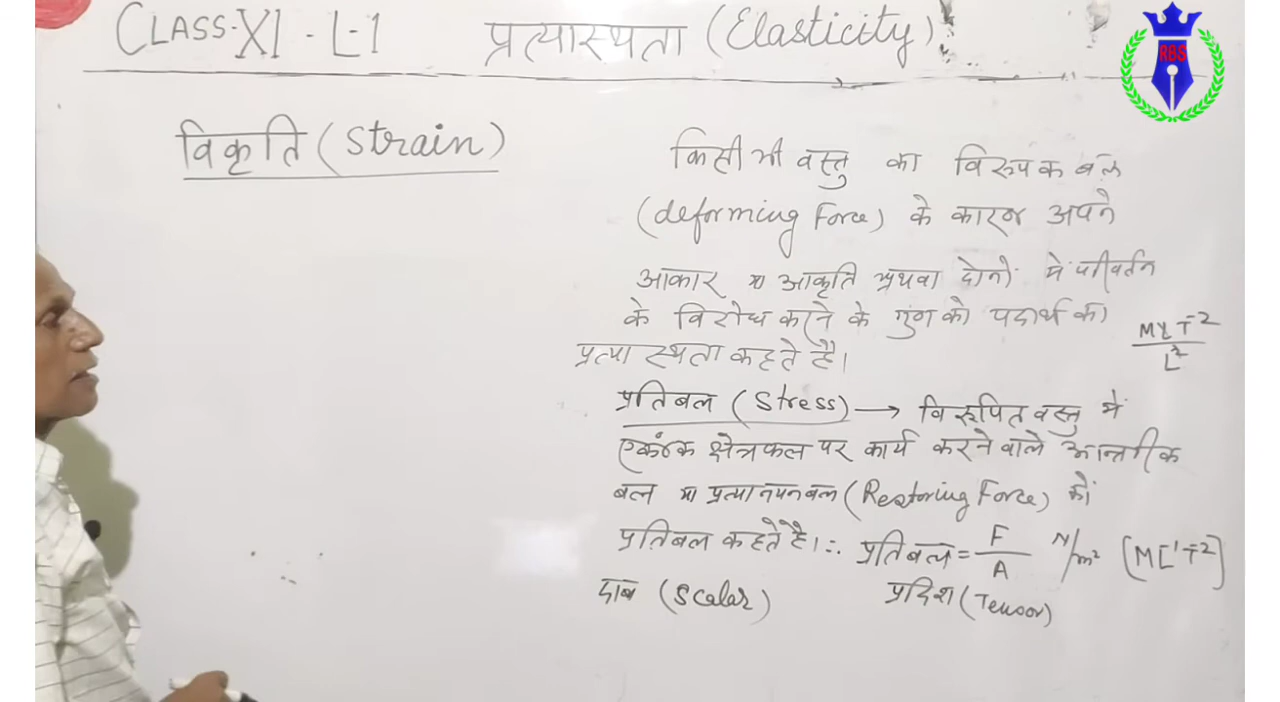 CLASS-XI - L-1 प्रत्यास्थता (Elasticity)
RBS
विकृति (Strain)
किसी भी वस्तु का विरूपक बल
(deforming Force) के कारण अपने
आकार या आकृति अथवा दोनों में परिवर्तन
के विरोध करने के गुण को पदार्थ का
प्रत्यास्थता कहते है।
MLT⁻²
L²
प्रतिबल (Stress) → विरूपित वस्तु में
एकांक क्षेत्रफल पर कार्य करने वाले आन्तरिक
बल या प्रत्यानयन बल (Restoring Force) को
प्रतिबल कहते है। ∴ प्रतिबल = F/A N/m² [ML⁻¹T⁻²]
दाब (Scalar) प्रदिश (Tensor)